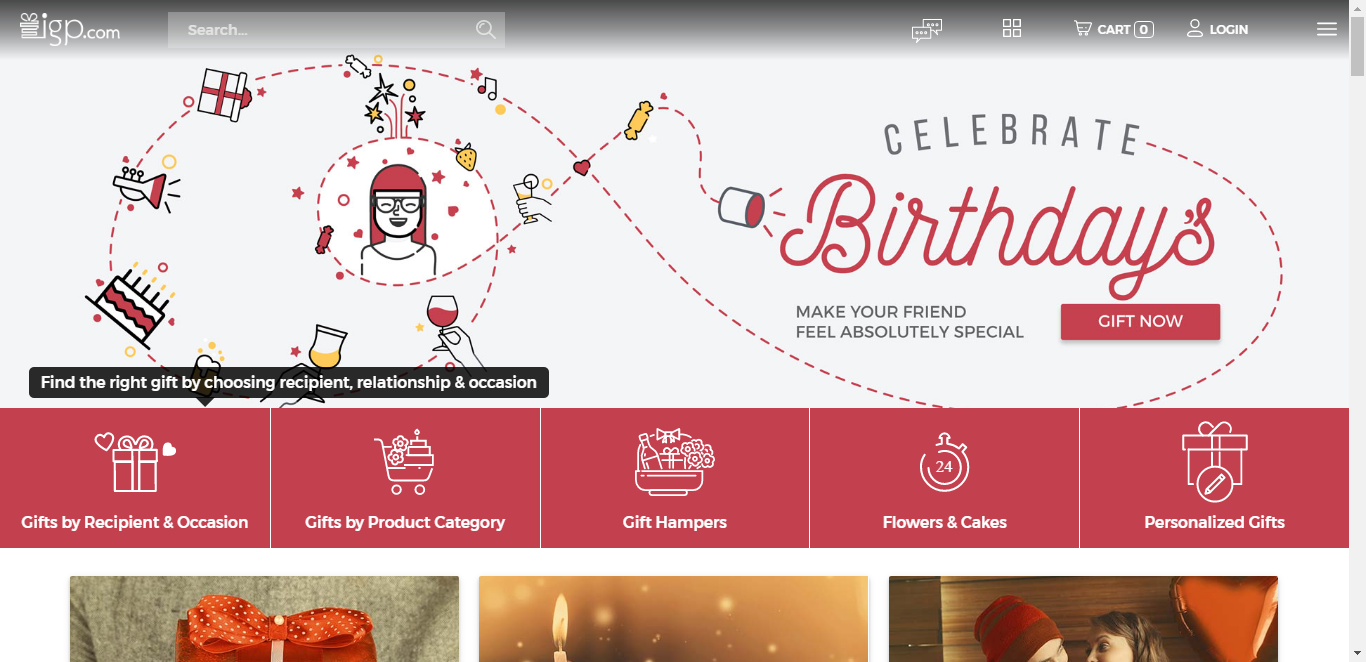 igp.com
Search...
CART 0
LOGIN
CELEBRATE
Birthday's
MAKE YOUR FRIEND
FEEL ABSOLUTELY SPECIAL
GIFT NOW
Find the right gift by choosing recipient, relationship & occasion
24
Gifts by Recipient & Occasion
Gifts by Product Category
Gift Hampers
Flowers & Cakes
Personalized Gifts